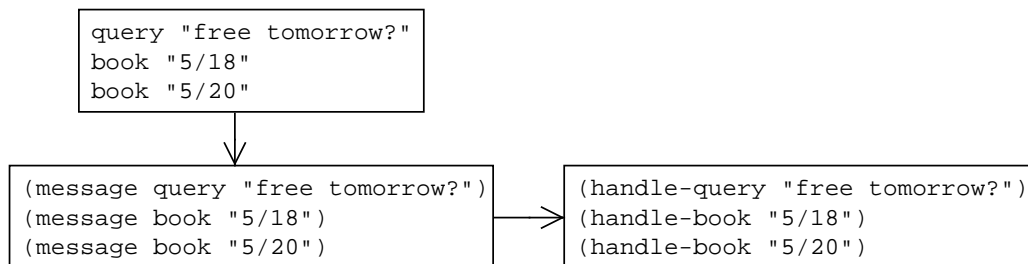 query "free tomorrow?"
book "5/18"
book "5/20"
(message query "free tomorrow?")
(message book "5/18")
(message book "5/20")
(handle-query "free tomorrow?")
(handle-book "5/18")
(handle-book "5/20")